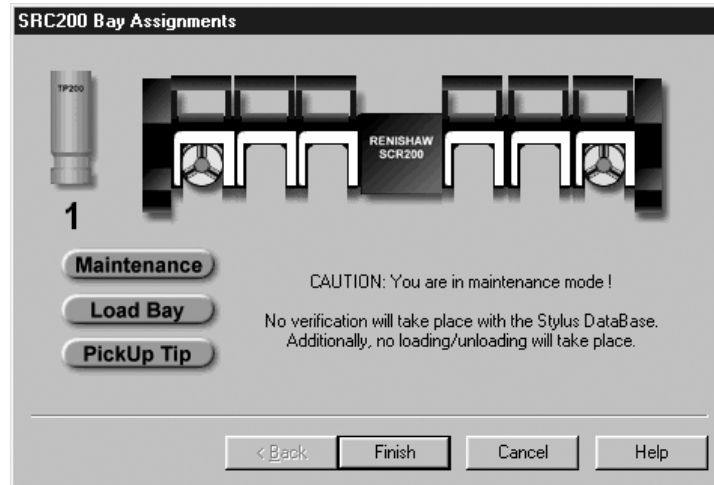 SRC200 Bay Assignments
TP200
RENISHAW
SCR200
1
Maintenance
CAUTION: You are in maintenance mode !
Load Bay
No verification will take place with the Stylus DataBase.
Additionally, no loading/unloading will take place.
PickUp Tip
< Back
Finish
Cancel
Help